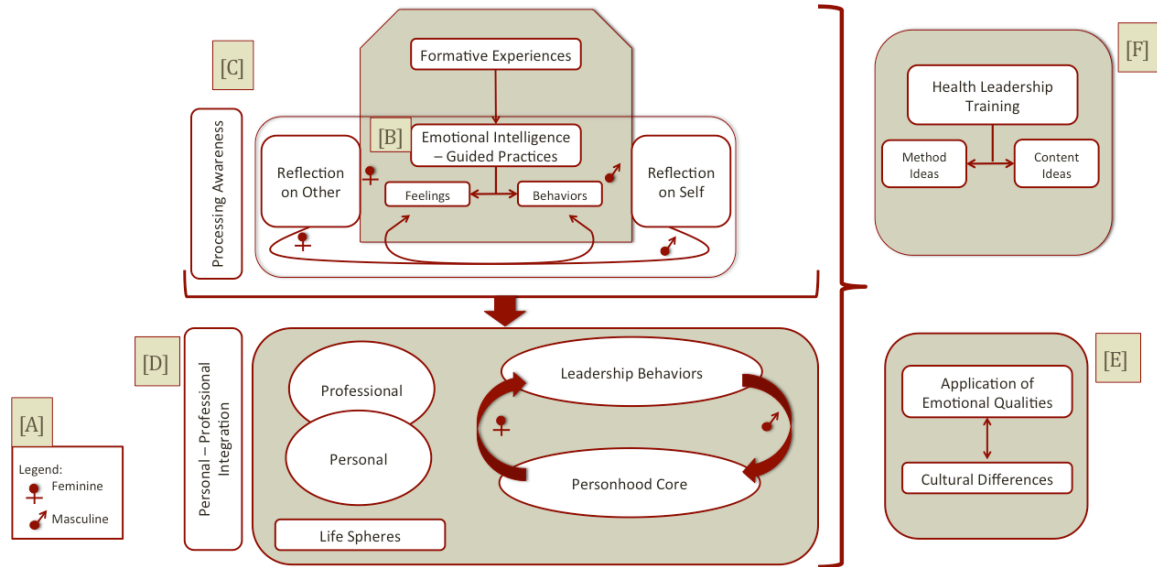 [C]
Formative Experiences
[F]
Health Leadership
Training
Processing Awareness
[B]
Emotional Intelligence
– Guided Practices
Reflection
on Other
Reflection
on Self
Feelings
Behaviors
Method
Ideas
Content
Ideas
[D]
Personal – Professional
Integration
Professional
Personal
Life Spheres
Leadership Behaviors
Personhood Core
[E]
Application of
Emotional Qualities
Cultural Differences
[A]
Legend:
Feminine
Masculine